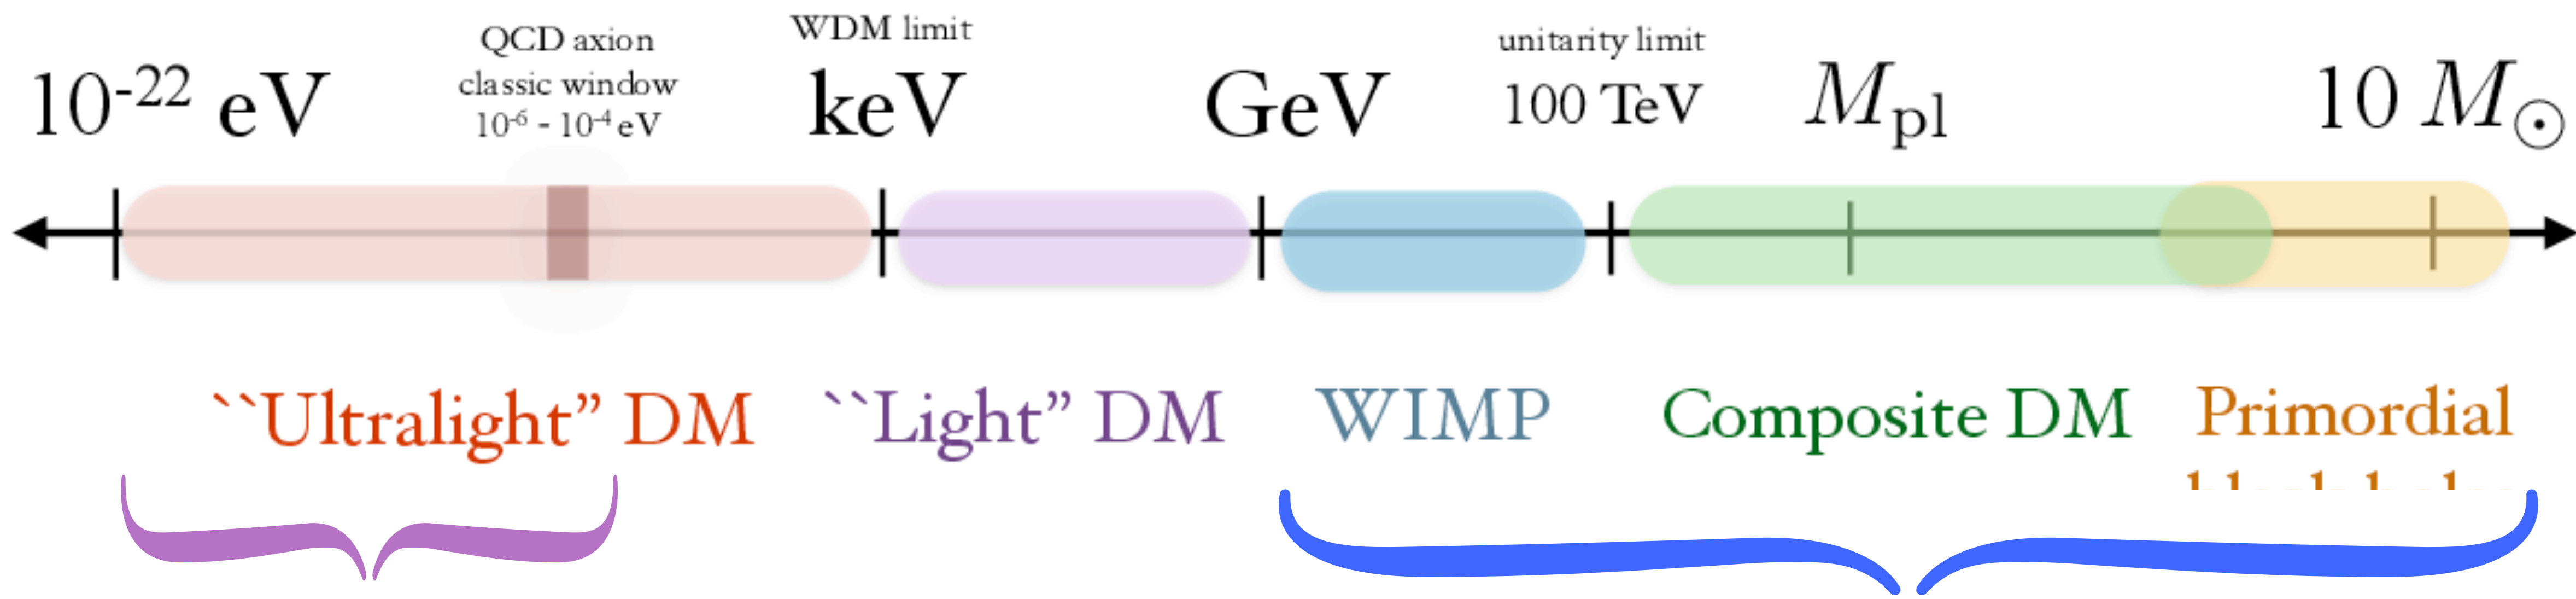 10⁻²² eV
QCD axion
classic window
10⁻⁶ - 10⁻⁴ eV
WDM limit
keV
GeV
unitarity limit
100 TeV
Mpl
10 M☉
``Ultralight” DM
``Light” DM
WIMP
Composite DM
Primordial